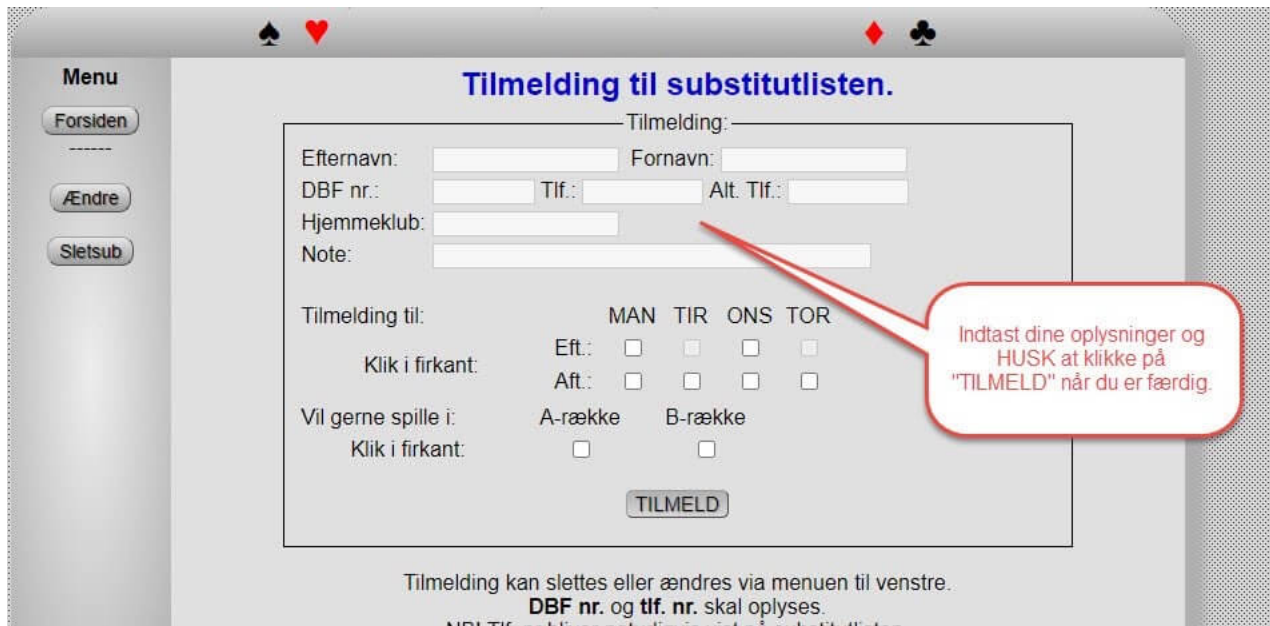 Menu
Forsiden
------
Ændre
Sletsub
Tilmelding til substitutlisten.
Tilmelding:
Efternavn: Fornavn:
DBF nr.: Tlf.: Alt. Tlf.:
Hjemmeklub:
Note:
Tilmelding til: MAN TIR ONS TOR
Klik i firkant: Eft.:
Aft.:
Vil gerne spille i: A-række B-række
Klik i firkant:
TILMELD
Indtast dine oplysninger og
HUSK at klikke på
"TILMELD" når du er færdig.
Tilmelding kan slettes eller ændres via menuen til venstre.
DBF nr. og tlf. nr. skal oplyses.